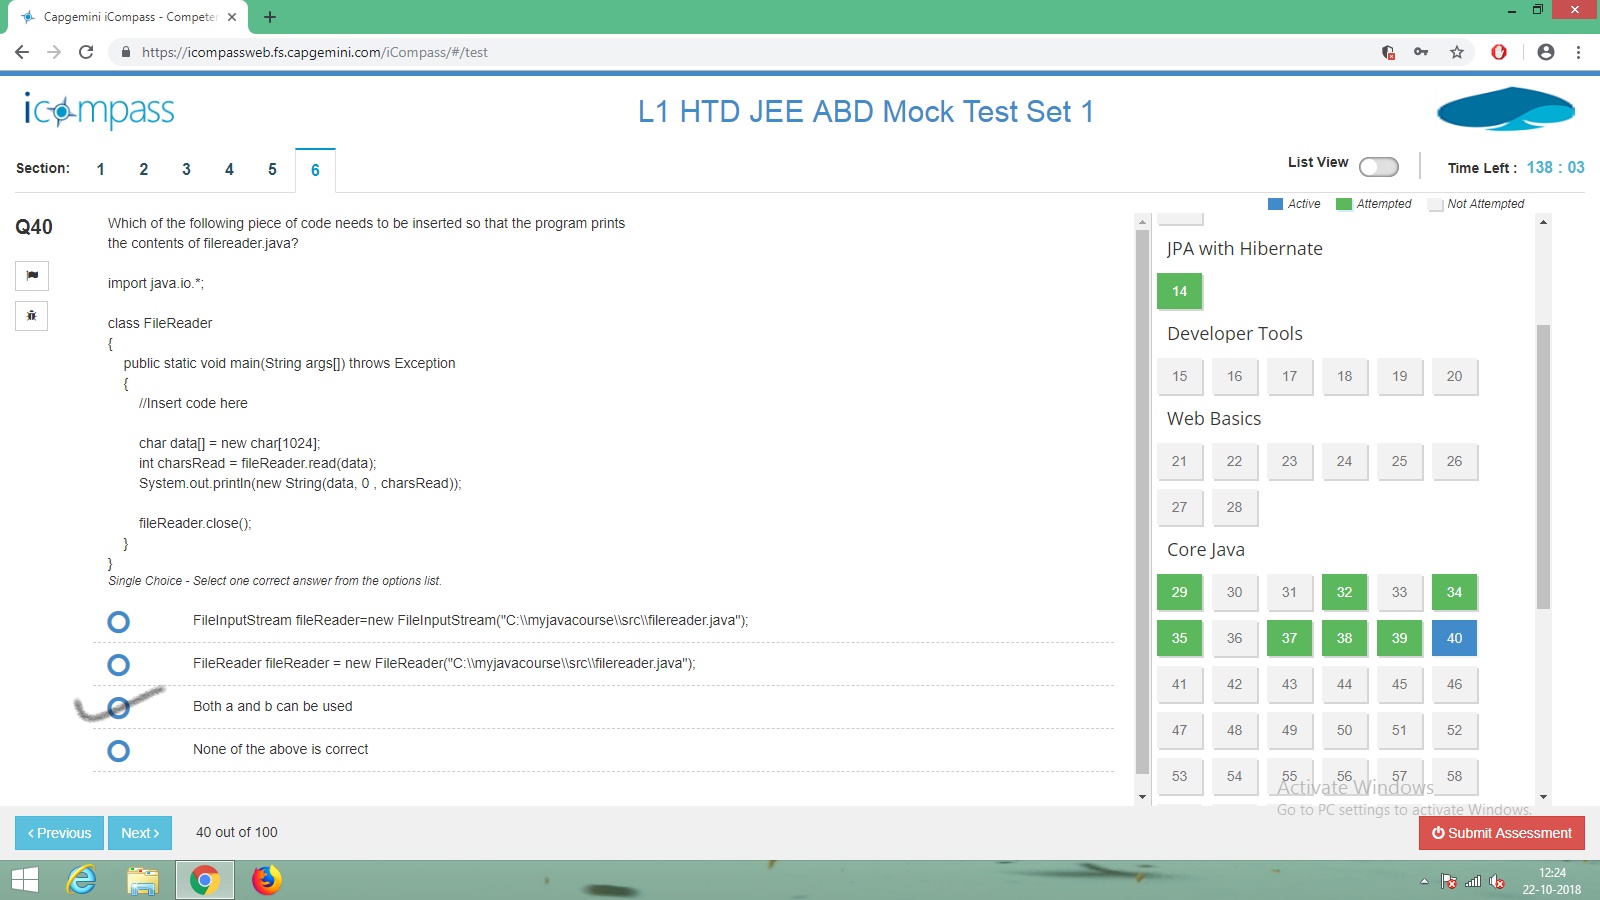 Capgemini iCompass - Competen
https://icompassweb.fs.capgemini.com/iCompass/#/test
icompass
L1 HTD JEE ABD Mock Test Set 1
Section: 1 2 3 4 5 6
List View
Time Left : 138 : 03
Active Attempted Not Attempted
Q40
Which of the following piece of code needs to be inserted so that the program prints
the contents of filereader.java?
import java.io.*;
class FileReader
{
public static void main(String args[]) throws Exception
{
//Insert code here
char data[] = new char[1024];
int charsRead = fileReader.read(data);
System.out.println(new String(data, 0 , charsRead));
fileReader.close();
}
}
Single Choice - Select one correct answer from the options list.
FileInputStream fileReader=new FileInputStream("C:\\myjavacourse\\src\\filereader.java");
FileReader fileReader = new FileReader("C:\\myjavacourse\\src\\filereader.java");
Both a and b can be used
None of the above is correct
JPA with Hibernate
14
Developer Tools
15 16 17 18 19 20
Web Basics
21 22 23 24 25 26
27 28
Core Java
29 30 31 32 33 34
35 36 37 38 39 40
41 42 43 44 45 46
47 48 49 50 51 52
53 54 55 56 57 58
Activate Windows
Go to PC settings to activate Windows.
Previous Next 40 out of 100
Submit Assessment
12:24
22-10-2018